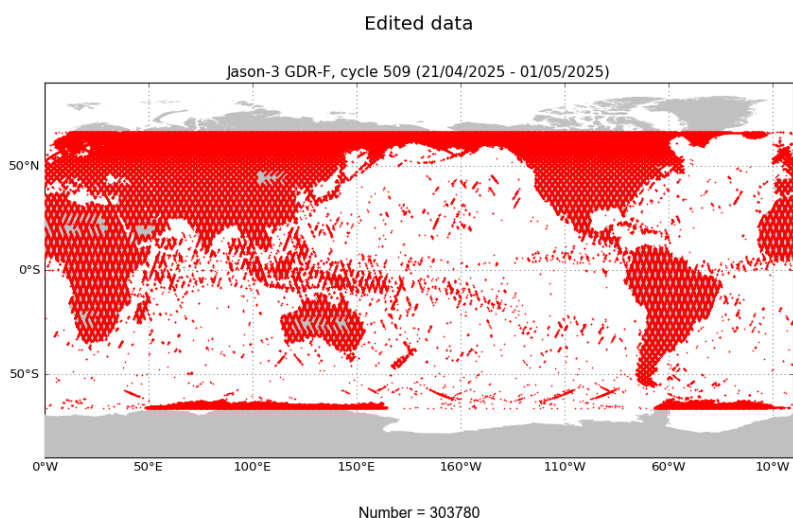 Edited data
Jason-3 GDR-F, cycle 509 (21/04/2025 - 01/05/2025)
50°N
0°S
50°S
0°W 50°E 100°E 150°E 160°W 110°W 60°W 10°W
Number = 303780